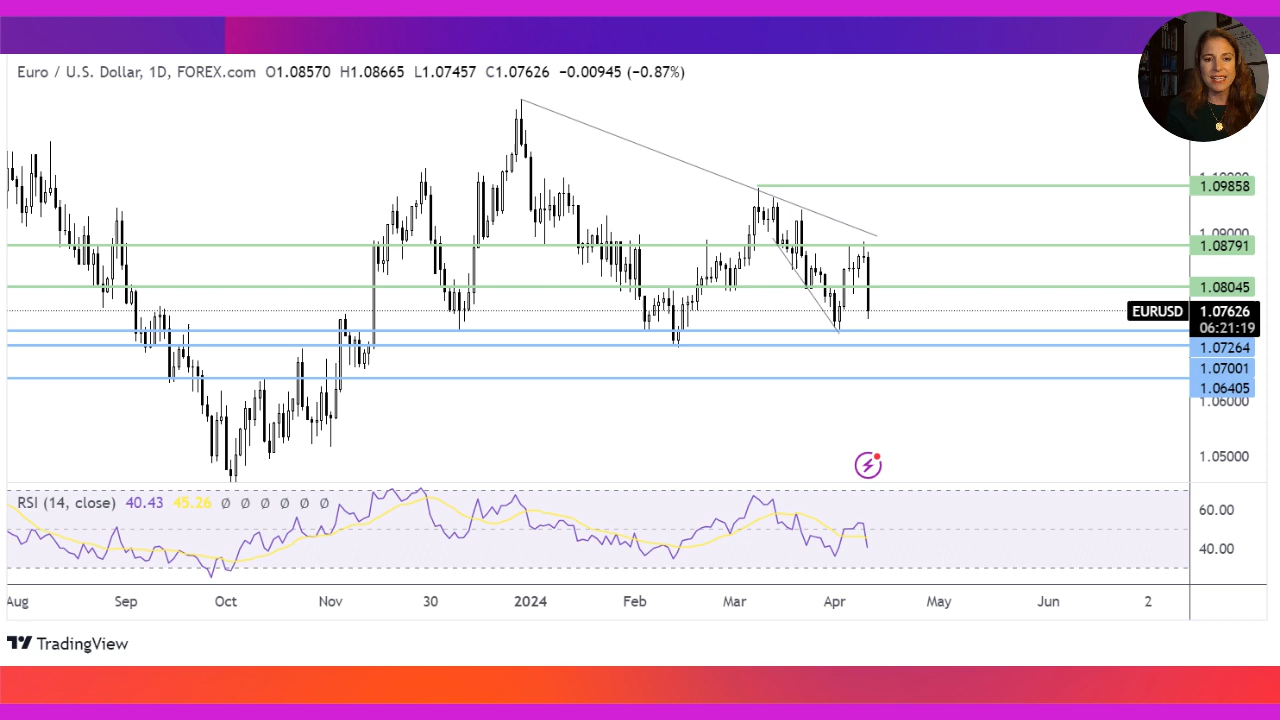 Euro / U.S. Dollar, 1D, FOREX.com O1.08570 H1.08665 L1.07457 C1.07626 −0.00945 (−0.87%)
1.09858
1.09000
1.08791
1.08045
EURUSD 1.07626
06:21:19
1.07264
1.07001
1.06405
1.06000
1.05000
RSI (14, close) 40.43 45.26 Ø Ø Ø Ø Ø Ø
60.00
40.00
Aug Sep Oct Nov 30 2024 Feb Mar Apr May Jun 2
TradingView